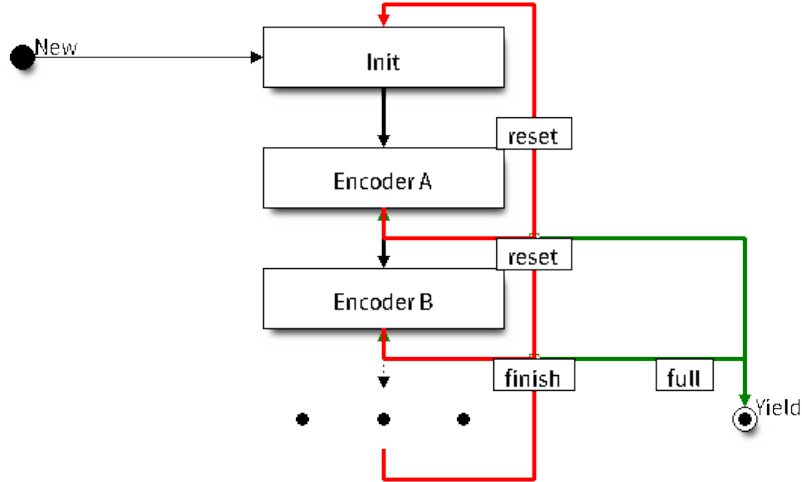 New
Init
reset
Encoder A
reset
Encoder B
finish
full
Yield